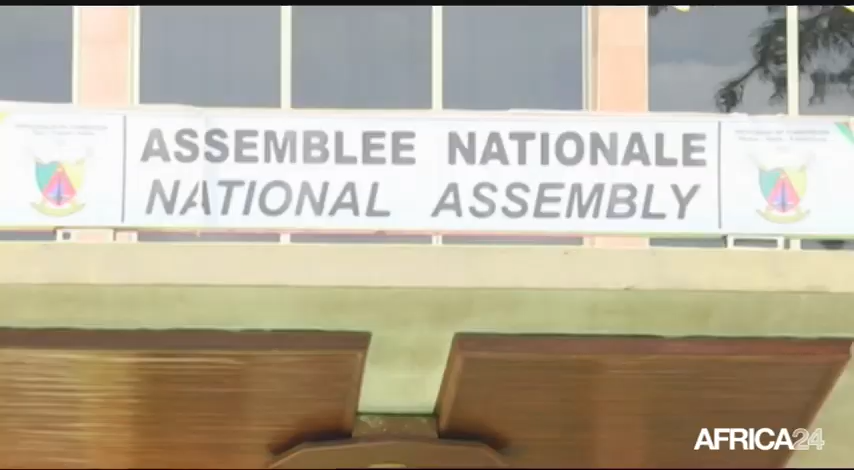 ASSEMBLEE NATIONALE
NATIONAL ASSEMBLY
AFRICA24